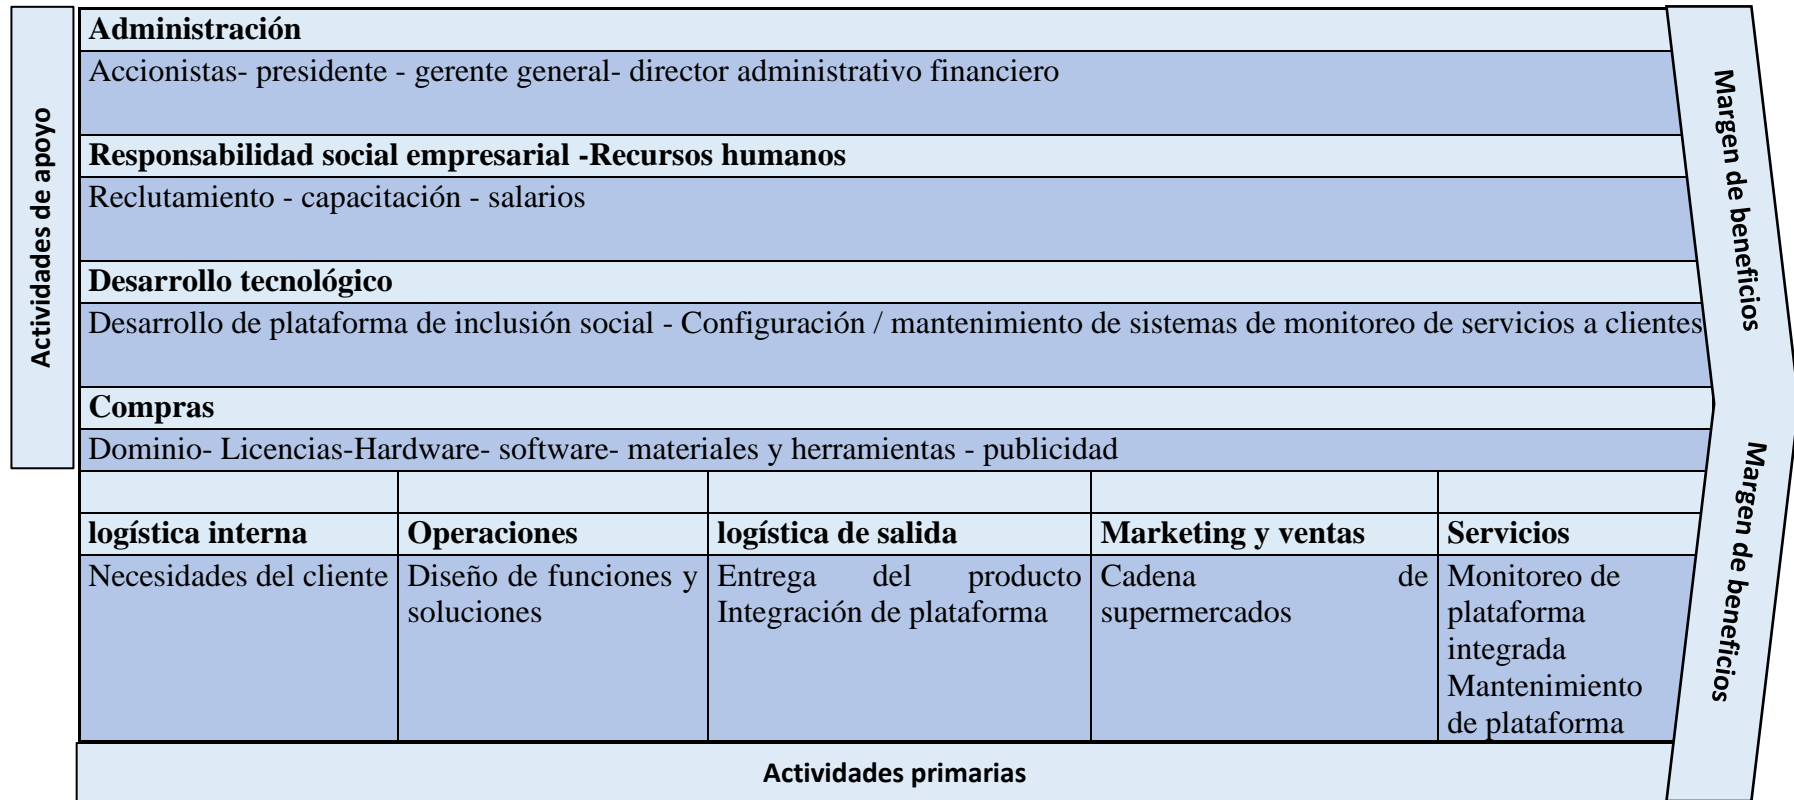 Actividades de apoyo
Administración
Accionistas- presidente - gerente general- director administrativo financiero
Responsabilidad social empresarial -Recursos humanos
Reclutamiento - capacitación - salarios
Desarrollo tecnológico
Desarrollo de plataforma de inclusión social - Configuración / mantenimiento de sistemas de monitoreo de servicios a clientes
Compras
Dominio- Licencias-Hardware- software- materiales y herramientas - publicidad
logística interna
Necesidades del cliente
Operaciones
Diseño de funciones y
soluciones
logística de salida
Entrega del producto
Integración de plataforma
Marketing y ventas
Cadena de
supermercados
Servicios
Monitoreo de
plataforma
integrada
Mantenimiento
de plataforma
Margen de beneficios
Margen de beneficios
Actividades primarias